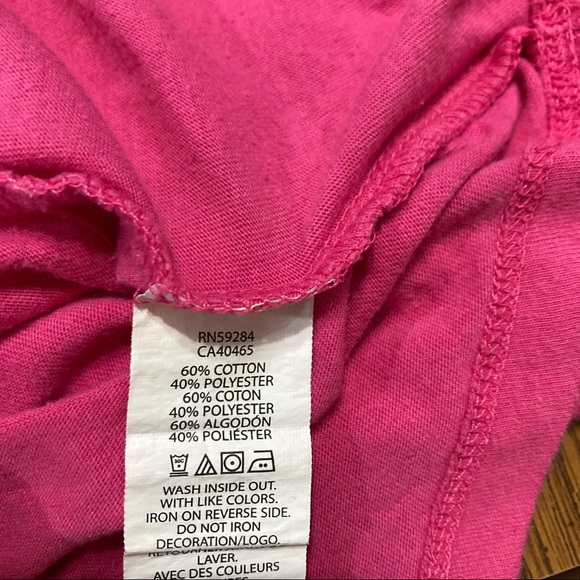 RN59284
CA40465
60% COTTON
40% POLYESTER
60% COTON
40% POLYESTER
60% ALGODÓN
40% POLIÉSTER
30C
WASH INSIDE OUT.
WITH LIKE COLORS.
IRON ON REVERSE SIDE.
DO NOT IRON
DECORATION/LOGO.
LAVER.
AVEC DES COULEURS